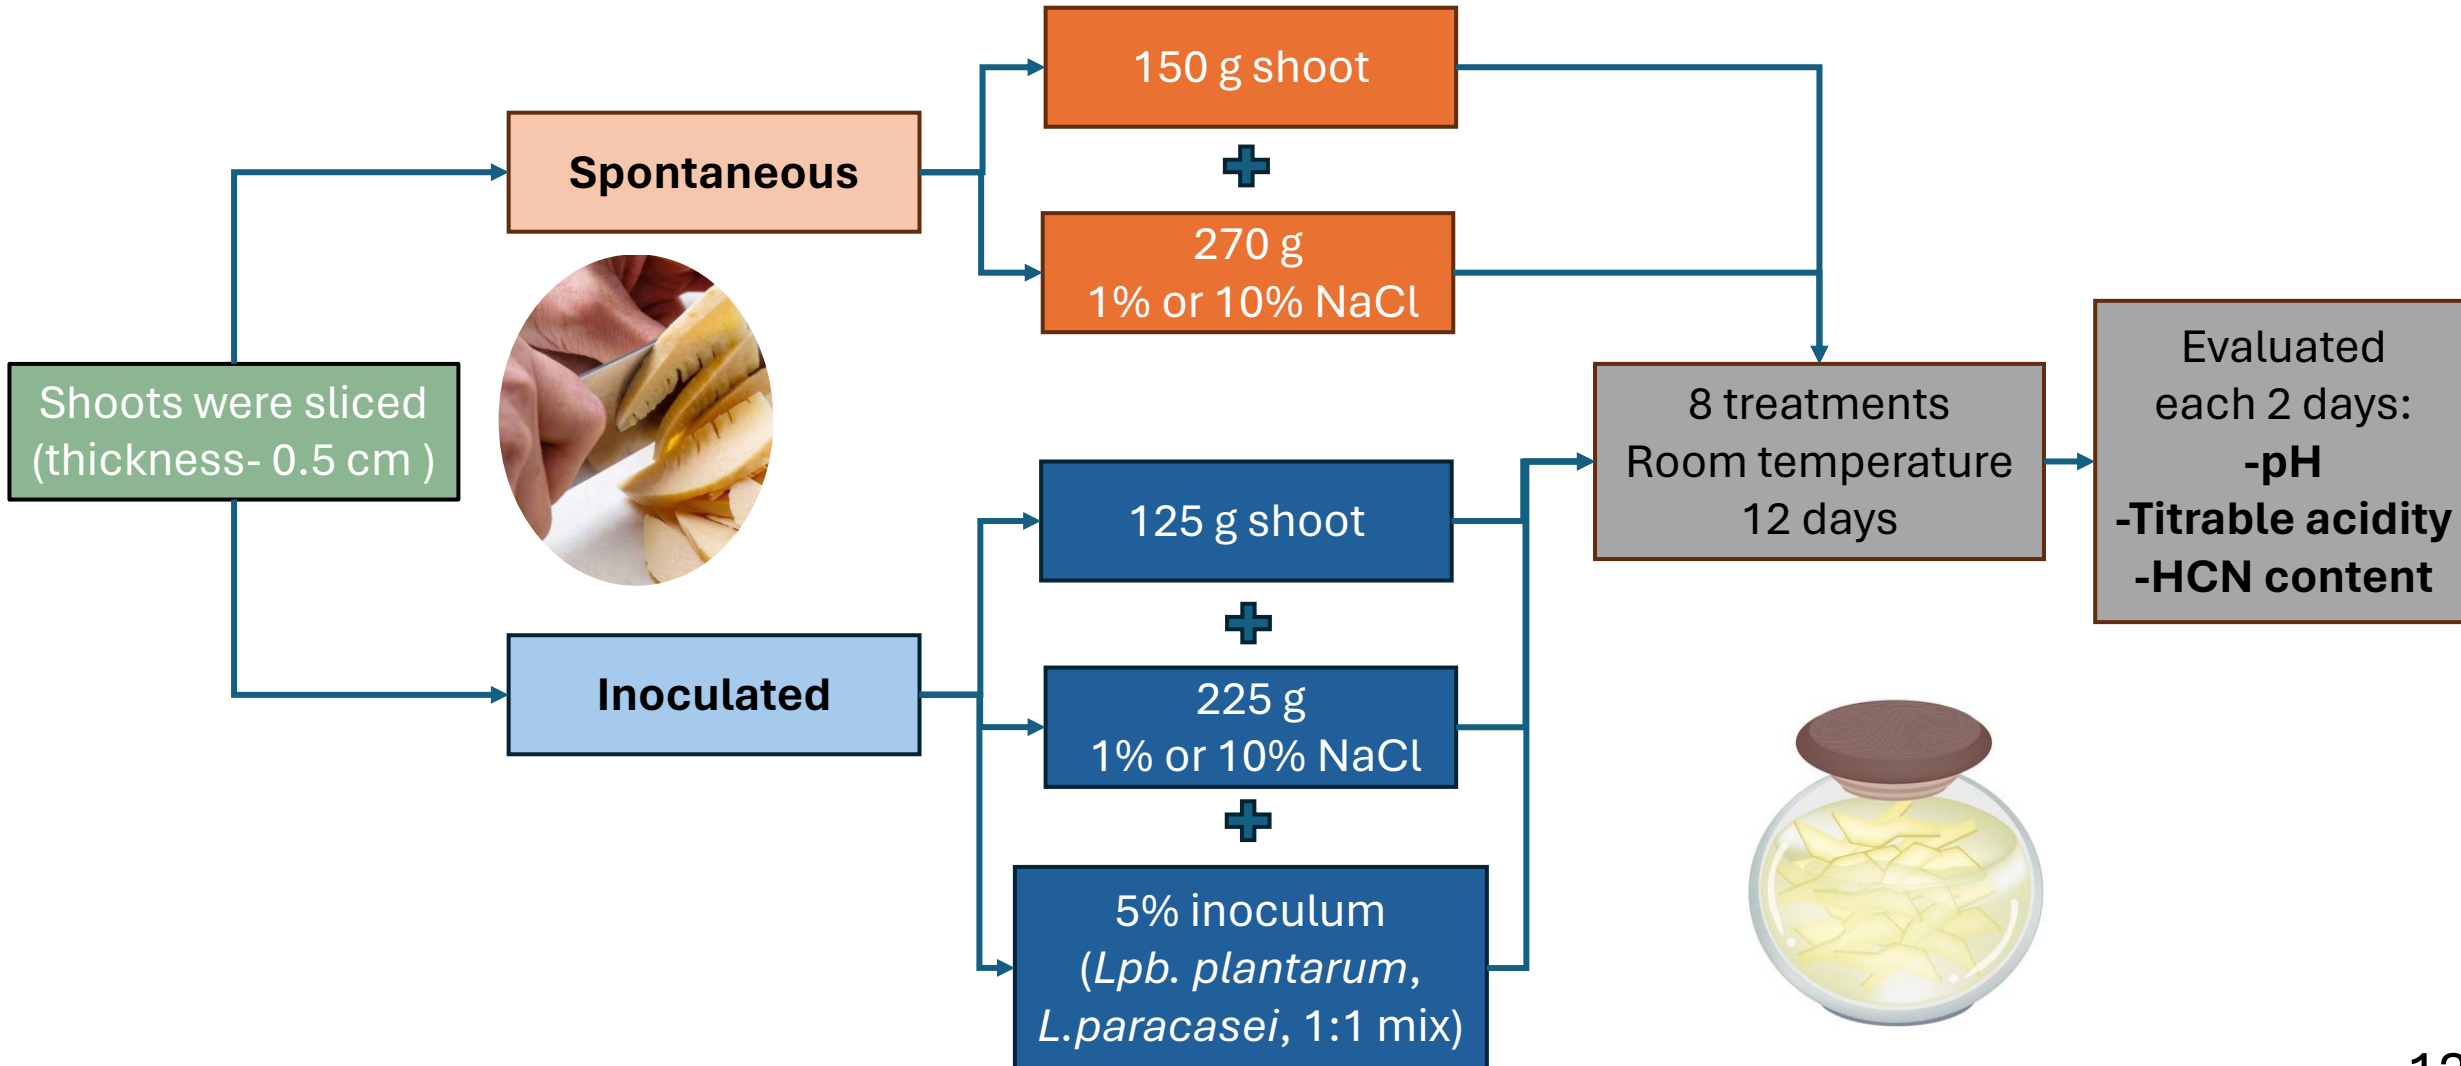 Shoots were sliced
(thickness- 0.5 cm )
Spontaneous
150 g shoot
270 g
1% or 10% NaCl
Inoculated
125 g shoot
225 g
1% or 10% NaCl
5% inoculum
(Lpb. plantarum,
L.paracasei, 1:1 mix)
8 treatments
Room temperature
12 days
Evaluated
each 2 days:
-pH
-Titrable acidity
-HCN content